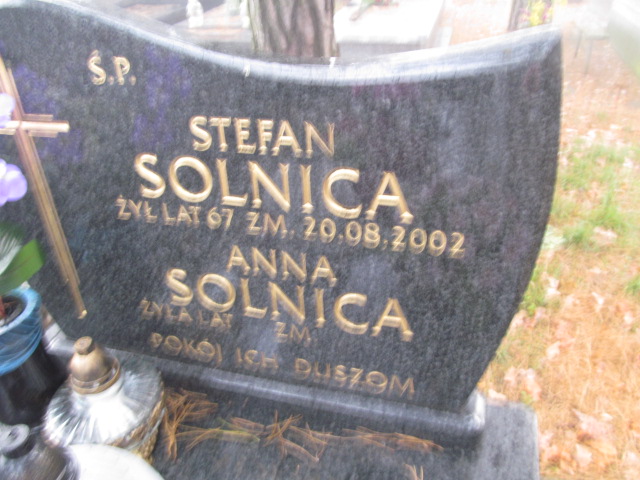 Ś.P.
STEFAN
SOLNICA
ŻYŁ LAT 67 ZM. 20.08.2002
ANNA
SOLNICA
ŻYŁA LAT ZM.
POKÓJ ICH DUSZOM